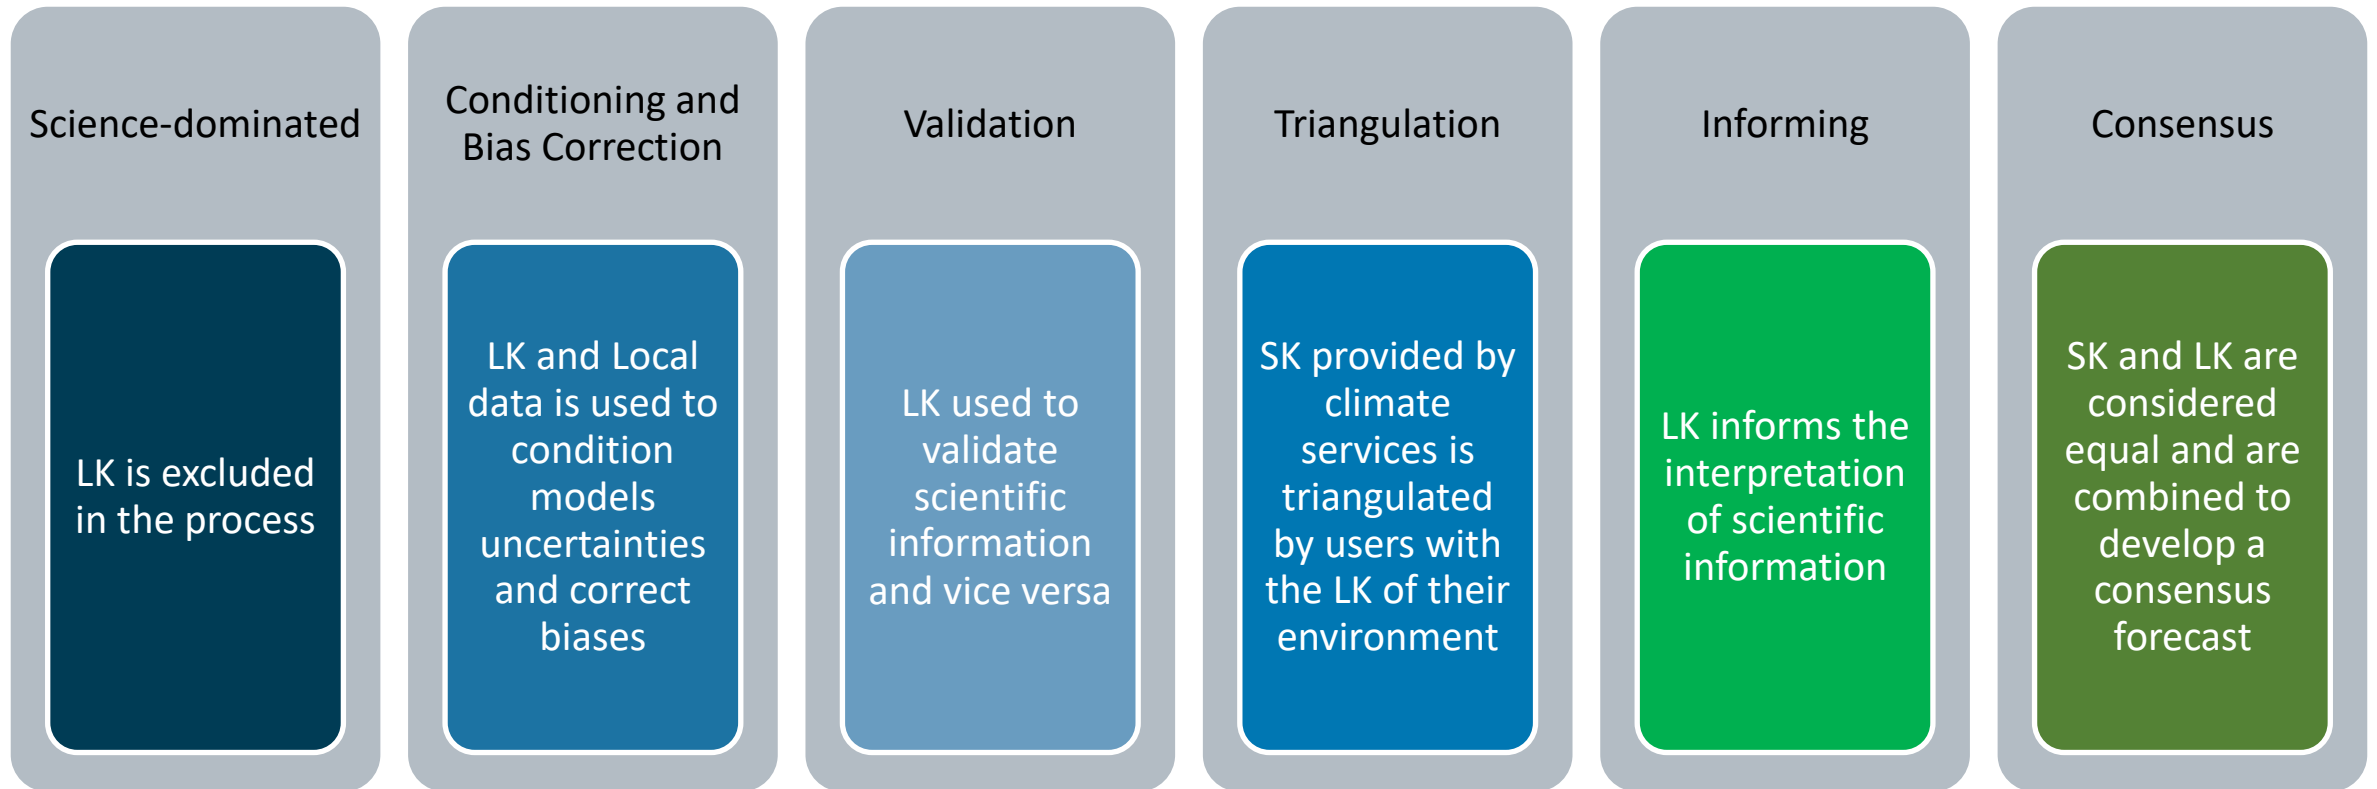 Science-dominated
LK is excluded
in the process
Conditioning and
Bias Correction
LK and Local
data is used to
condition
models
uncertainties
and correct
biases
Validation
LK used to
validate
scientific
information
and vice versa
Triangulation
SK provided by
climate
services is
triangulated
by users with
the LK of their
environment
Informing
LK informs the
interpretation
of scientific
information
Consensus
SK and LK are
considered
equal and are
combined to
develop a
consensus
forecast